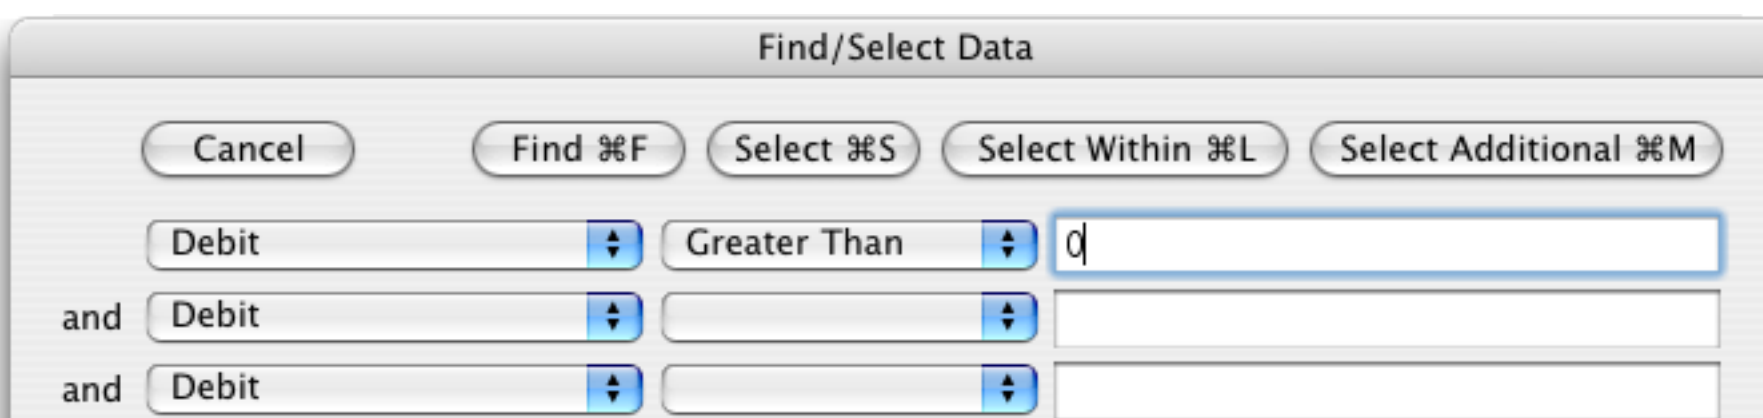 Find/Select Data
Cancel Find ⌘F Select ⌘S Select Within ⌘L Select Additional ⌘M
Debit Greater Than 0
and Debit
and Debit